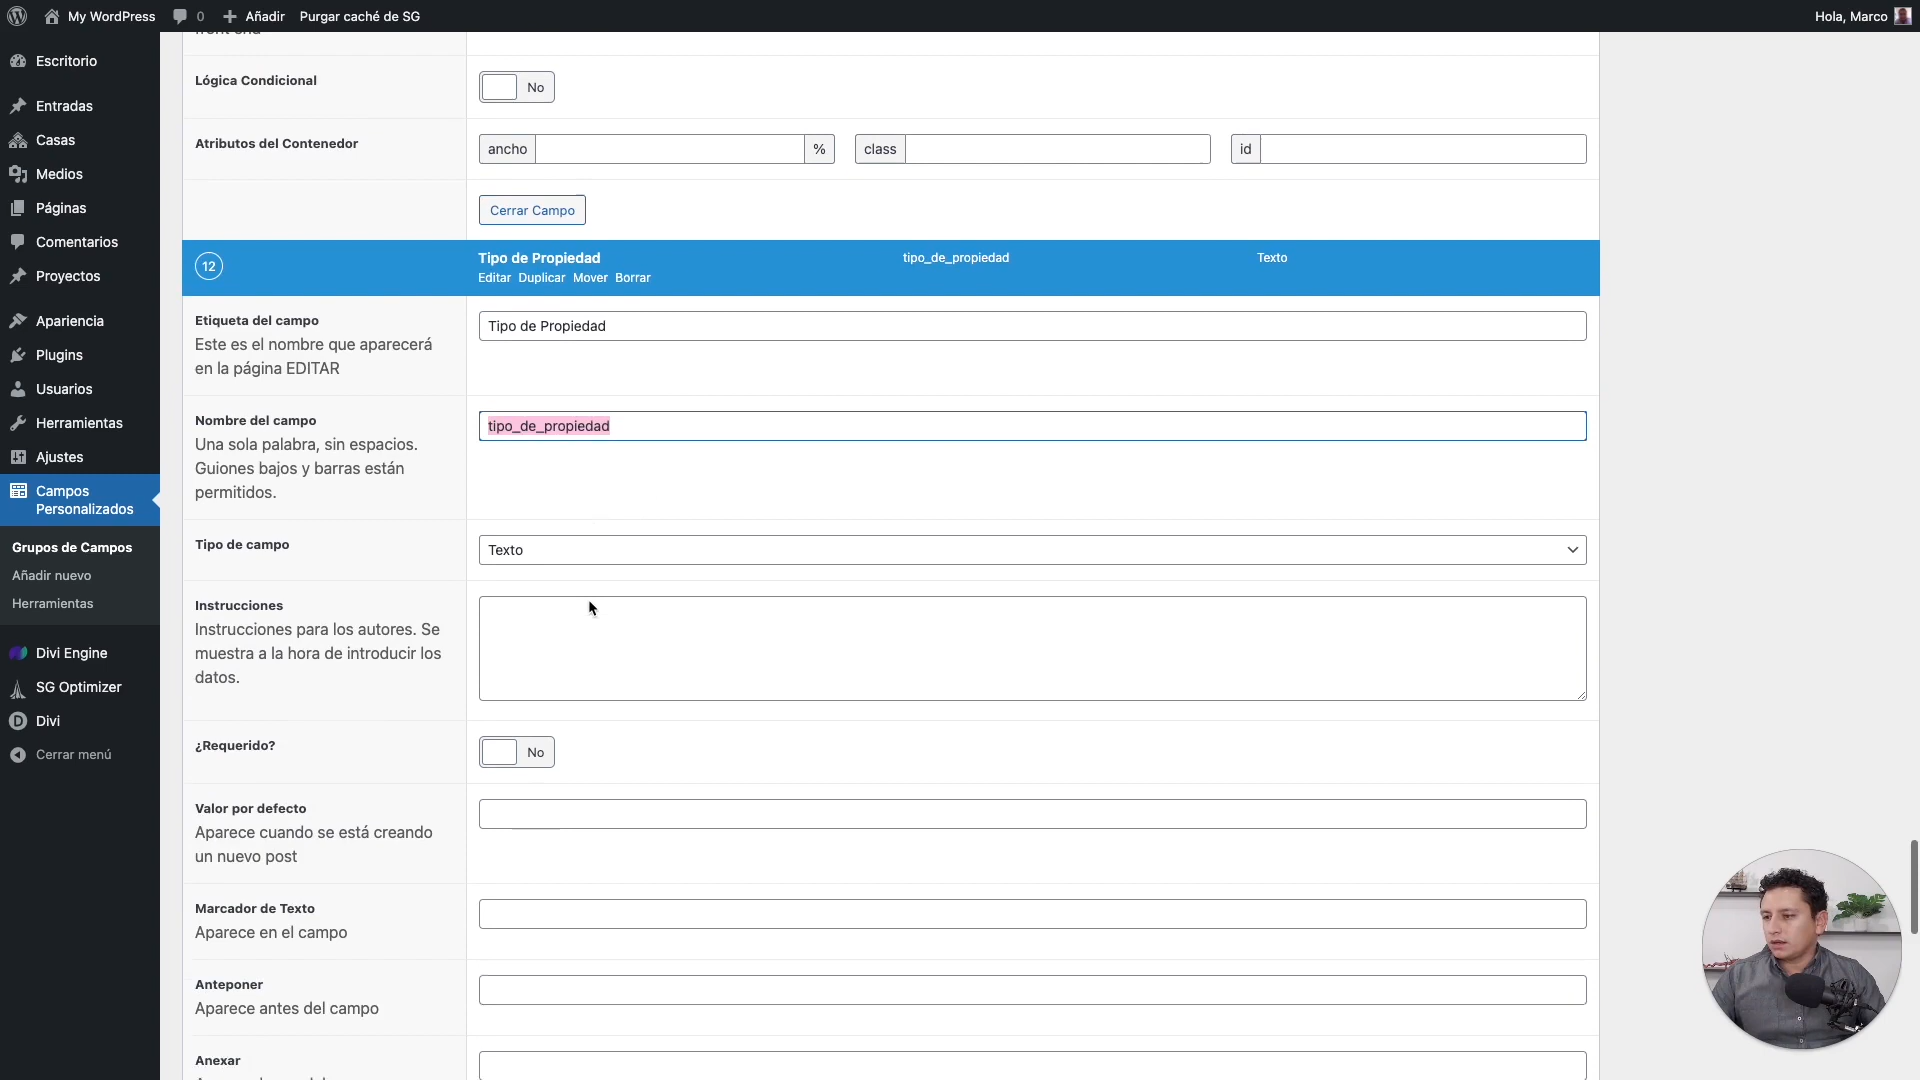 My WordPress
0
Añadir
Purgar caché de SG
Hola, Marco
Escritorio
Entradas
Casas
Medios
Páginas
Comentarios
Proyectos
Apariencia
Plugins
Usuarios
Herramientas
Ajustes
Campos
Personalizados
Grupos de Campos
Añadir nuevo
Herramientas
Divi Engine
SG Optimizer
Divi
Cerrar menú
front end
Lógica Condicional
No
Atributos del Contenedor
ancho
%
class
id
Cerrar Campo
12
Tipo de Propiedad
tipo_de_propiedad
Texto
Editar Duplicar Mover Borrar
Etiqueta del campo
Este es el nombre que aparecerá
en la página EDITAR
Tipo de Propiedad
Nombre del campo
Una sola palabra, sin espacios.
Guiones bajos y barras están
permitidos.
tipo_de_propiedad
Tipo de campo
Texto
Instrucciones
Instrucciones para los autores. Se
muestra a la hora de introducir los
datos.
¿Requerido?
No
Valor por defecto
Aparece cuando se está creando
un nuevo post
Marcador de Texto
Aparece en el campo
Anteponer
Aparece antes del campo
Anexar